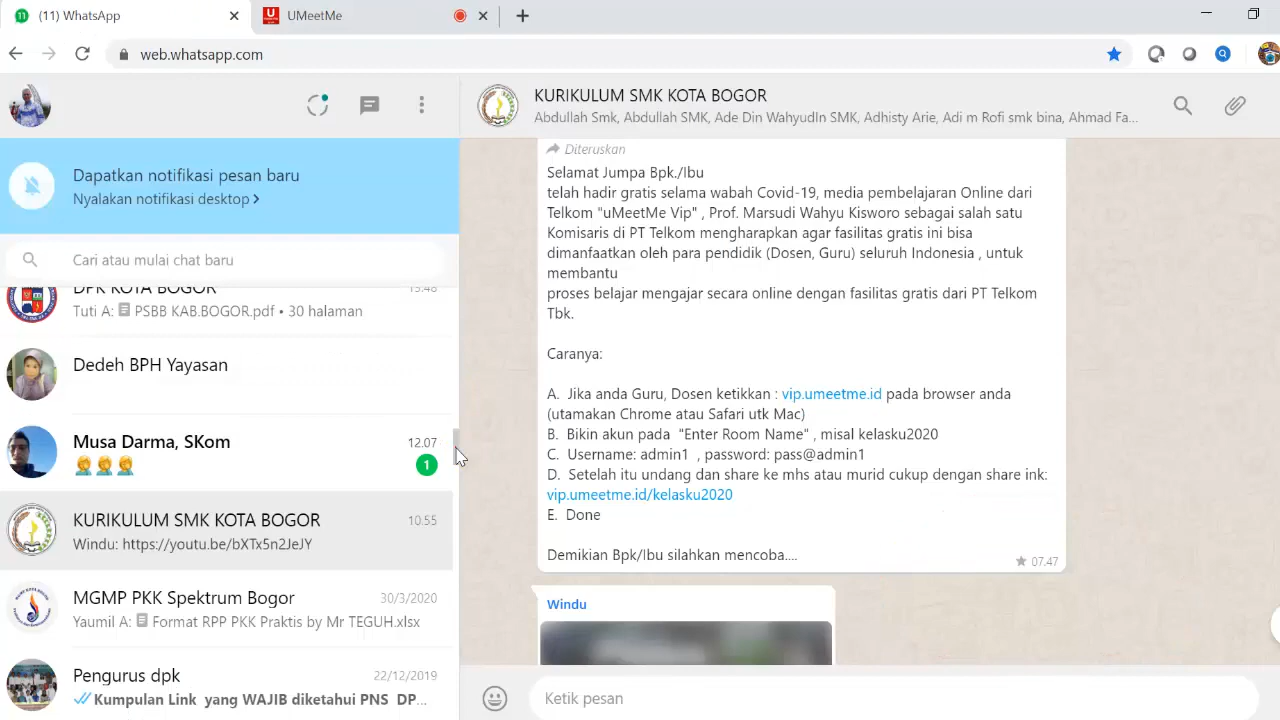 (11) WhatsApp
UMeetMe
web.whatsapp.com
Dapatkan notifikasi pesan baru
Nyalakan notifikasi desktop
Cari atau mulai chat baru
DPK KOTA BOGOR 15.48
Tuti A: PSBB KAB.BOGOR.pdf • 30 halaman
Dedeh BPH Yayasan
Musa Darma, SKom 12.07
1
KURIKULUM SMK KOTA BOGOR 10.55
Windu: https://youtu.be/bXTx5n2JeJY
MGMP PKK Spektrum Bogor 30/3/2020
Yaumil A: Format RPP PKK Praktis by Mr TEGUH.xlsx
Pengurus dpk 22/12/2019
Kumpulan Link yang WAJIB diketahui PNS DP...
KURIKULUM SMK KOTA BOGOR
Abdullah Smk, Abdullah SMK, Ade Din WahyudIn SMK, Adhisty Arie, Adi m Rofi smk bina, Ahmad Fa...
Diteruskan
Selamat Jumpa Bpk./Ibu
telah hadir gratis selama wabah Covid-19, media pembelajaran Online dari
Telkom "uMeetMe Vip" , Prof. Marsudi Wahyu Kisworo sebagai salah satu
Komisaris di PT Telkom mengharapkan agar fasilitas gratis ini bisa
dimanfaatkan oleh para pendidik (Dosen, Guru) seluruh Indonesia , untuk
membantu
proses belajar mengajar secara online dengan fasilitas gratis dari PT Telkom
Tbk.
Caranya:
A. Jika anda Guru, Dosen ketikkan : vip.umeetme.id pada browser anda
(utamakan Chrome atau Safari utk Mac)
B. Bikin akun pada "Enter Room Name" , misal kelasku2020
C. Username: admin1 , password: pass@admin1
D. Setelah itu undang dan share ke mhs atau murid cukup dengan share ink:
vip.umeetme.id/kelasku2020
E. Done
Demikian Bpk/Ibu silahkan mencoba....
07.47
Windu
Ketik pesan